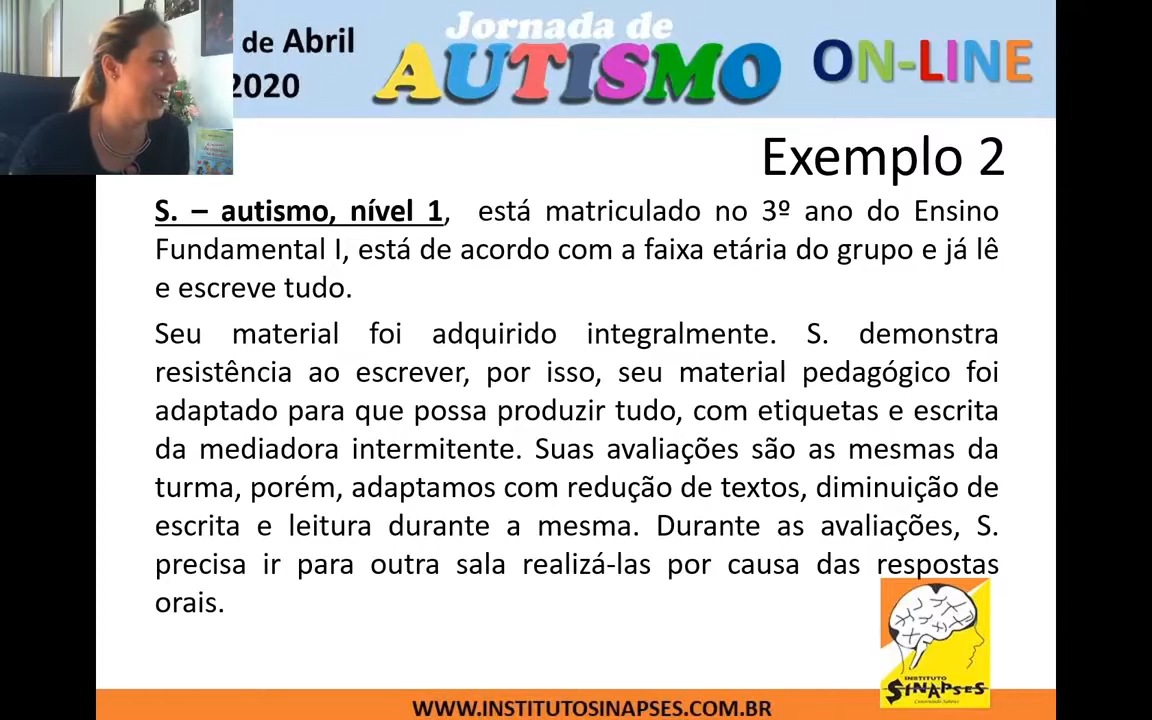 de Abril
2020
Jornada de
AUTISMO
ON-LINE
Exemplo 2
S. – autismo, nível 1, está matriculado no 3º ano do Ensino
Fundamental I, está de acordo com a faixa etária do grupo e já lê
e escreve tudo.
Seu material foi adquirido integralmente. S. demonstra
resistência ao escrever, por isso, seu material pedagógico foi
adaptado para que possa produzir tudo, com etiquetas e escrita
da mediadora intermitente. Suas avaliações são as mesmas da
turma, porém, adaptamos com redução de textos, diminuição de
escrita e leitura durante a mesma. Durante as avaliações, S.
precisa ir para outra sala realizá-las por causa das respostas
orais.
INSTITUTO
SINAPSES
WWW.INSTITUTOSINAPSES.COM.BR